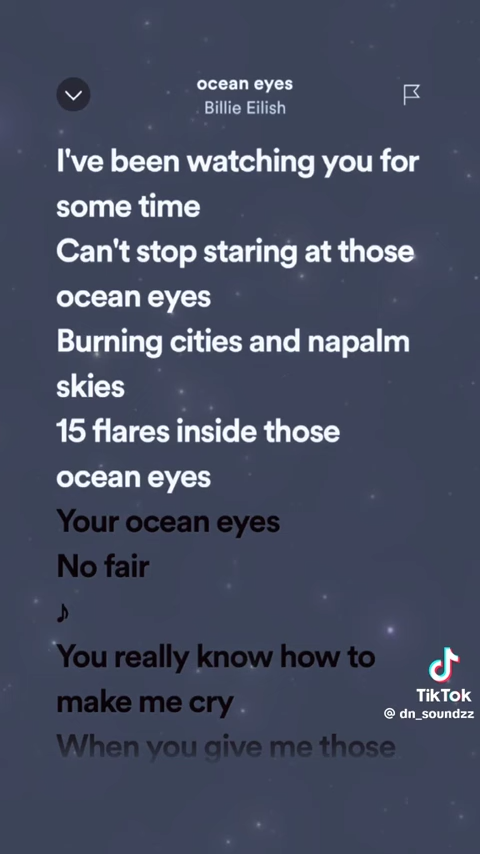 ocean eyes
Billie Eilish
I've been watching you for
some time
Can't stop staring at those
ocean eyes
Burning cities and napalm
skies
15 flares inside those
ocean eyes
Your ocean eyes
No fair
♪
You really know how to
make me cry
When you give me those
TikTok
@ dn_soundzz